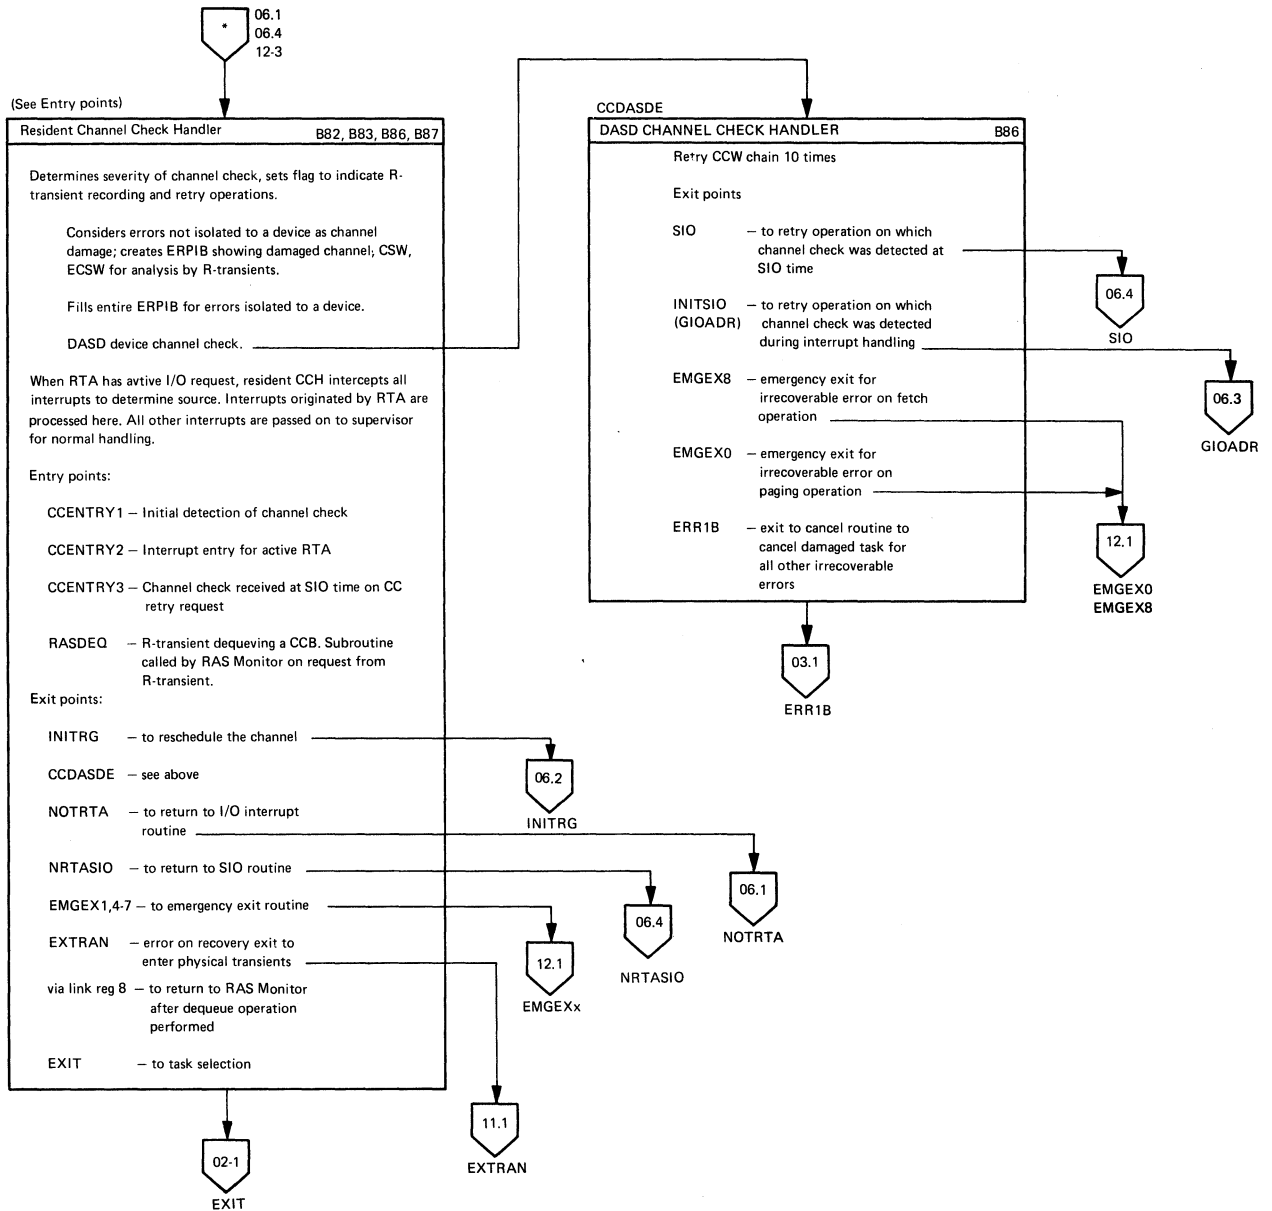 *
06.1
06.4
12-3
(See Entry points)
Resident Channel Check Handler B82, B83, B86, B87
Determines severity of channel check, sets flag to indicate R-
transient recording and retry operations.
Considers errors not isolated to a device as channel
damage; creates ERPIB showing damaged channel, CSW,
ECSW for analysis by R-transients.
Fills entire ERPIB for errors isolated to a device.
DASD device channel check.
When RTA has avtive I/O request, resident CCH intercepts all
interrupts to determine source. Interrupts originated by RTA are
processed here. All other interrupts are passed on to supervisor
for normal handling.
Entry points:
CCENTRY1 – Initial detection of channel check
CCENTRY2 – Interrupt entry for active RTA
CCENTRY3 – Channel check received at SIO time on CC
retry request
RASDEQ – R-transient dequeving a CCB. Subroutine
called by RAS Monitor on request from
R-transient.
Exit points:
INITRG – to reschedule the channel
CCDASDE – see above
NOTRTA – to return to I/O interrupt
routine
NRTASIO – to return to SIO routine
EMGEX1,4-7 – to emergency exit routine
EXTRAN – error on recovery exit to
enter physical transients
via link reg 8 – to return to RAS Monitor
after dequeue operation
performed
EXIT – to task selection
02-1
EXIT
11.1
EXTRAN
12.1
EMGEXx
06.4
NRTASIO
06.1
NOTRTA
06.2
INITRG
CCDASDE
DASD CHANNEL CHECK HANDLER B86
Retry CCW chain 10 times
Exit points
SIO – to retry operation on which
channel check was detected at
SIO time
INITSIO – to retry operation on which
(GIOADR) channel check was detected
during interrupt handling
EMGEX8 – emergency exit for
irrecoverable error on fetch
operation
EMGEX0 – emergency exit for
irrecoverable error on
paging operation
ERR1B – exit to cancel routine to
cancel damaged task for
all other irrecoverable
errors
06.4
SIO
06.3
GIOADR
12.1
EMGEX0
EMGEX8
03.1
ERR1B